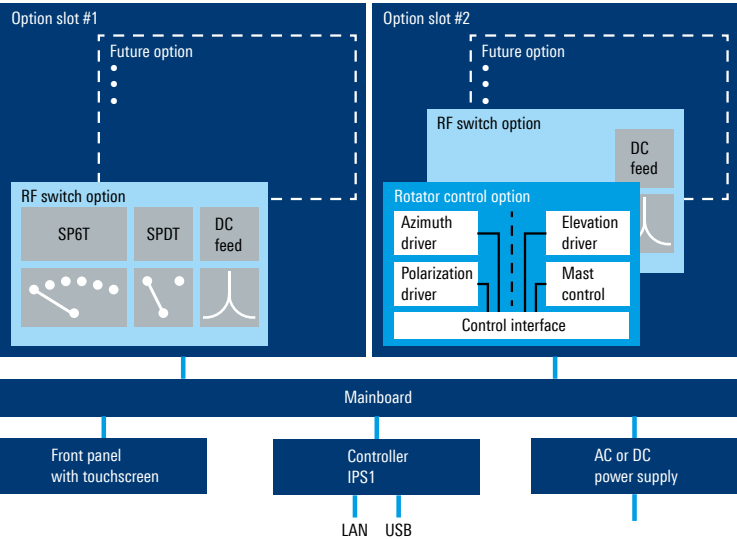 Option slot #1
Future option
RF switch option
SP6T
SPDT
DC
feed
Option slot #2
Future option
RF switch option
DC
feed
Rotator control option
Azimuth
driver
Elevation
driver
Polarization
driver
Mast
control
Control interface
Mainboard
Front panel
with touchscreen
Controller
IPS1
AC or DC
power supply
LAN
USB